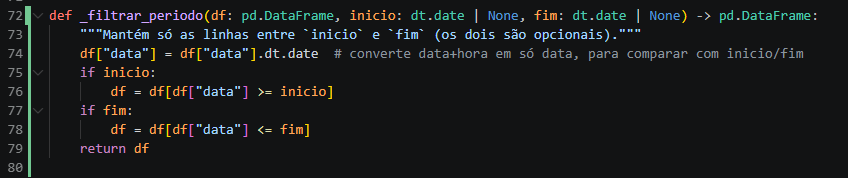 72 def _filtrar_periodo(df: pd.DataFrame, inicio: dt.date | None, fim: dt.date | None) -> pd.DataFrame:
73     """Mantém só as linhas entre `inicio` e `fim` (os dois são opcionais)."""
74     df["data"] = df["data"].dt.date  # converte data+hora em só data, para comparar com inicio/fim
75     if inicio:
76         df = df[df["data"] >= inicio]
77     if fim:
78         df = df[df["data"] <= fim]
79     return df
80